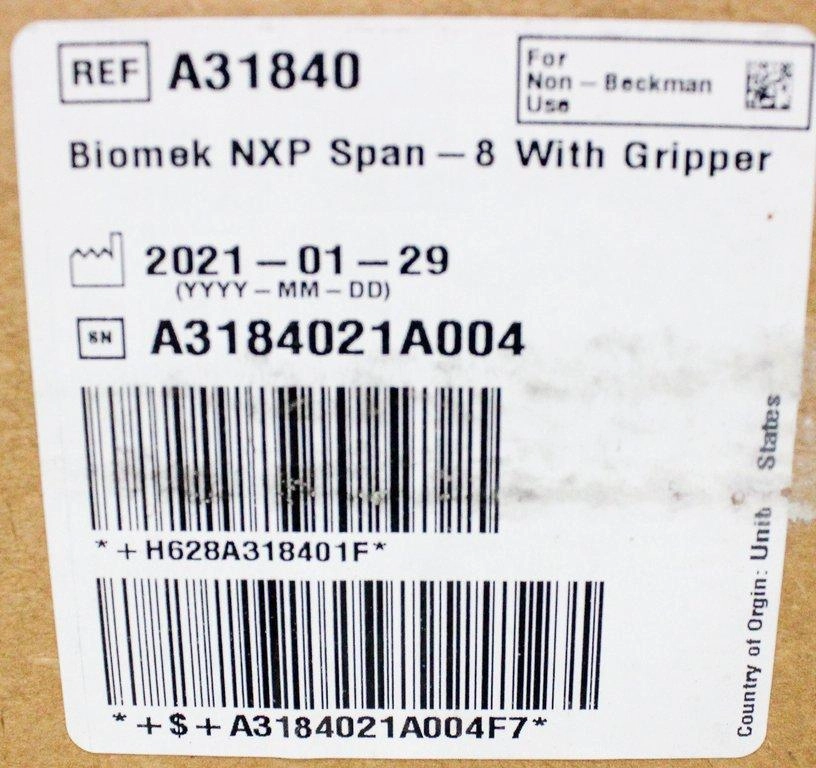 REF A31840
For
Non - Beckman
Use
Biomek NXP Span - 8 With Gripper
2021 - 01 - 29
(YYYY - MM - DD)
SN A3184021A004
*+H628A318401F*
*+$+A3184021A004F7*
Country of Orgin: States